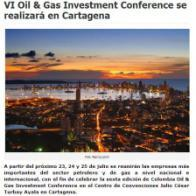 VI Oil & Gas Investment Conference se
realizará en Cartagena
A partir del próximo 23, 24 y 25 de julio se reunirán las empresas más
importantes del sector petrolero y de gas a nivel nacional e
internacional, con el fin de celebrar la sexta edición de Colombia Oil &
Gas Investment Conference en el Centro de Convenciones Julio César
Turbay Ayala en Cartagena.